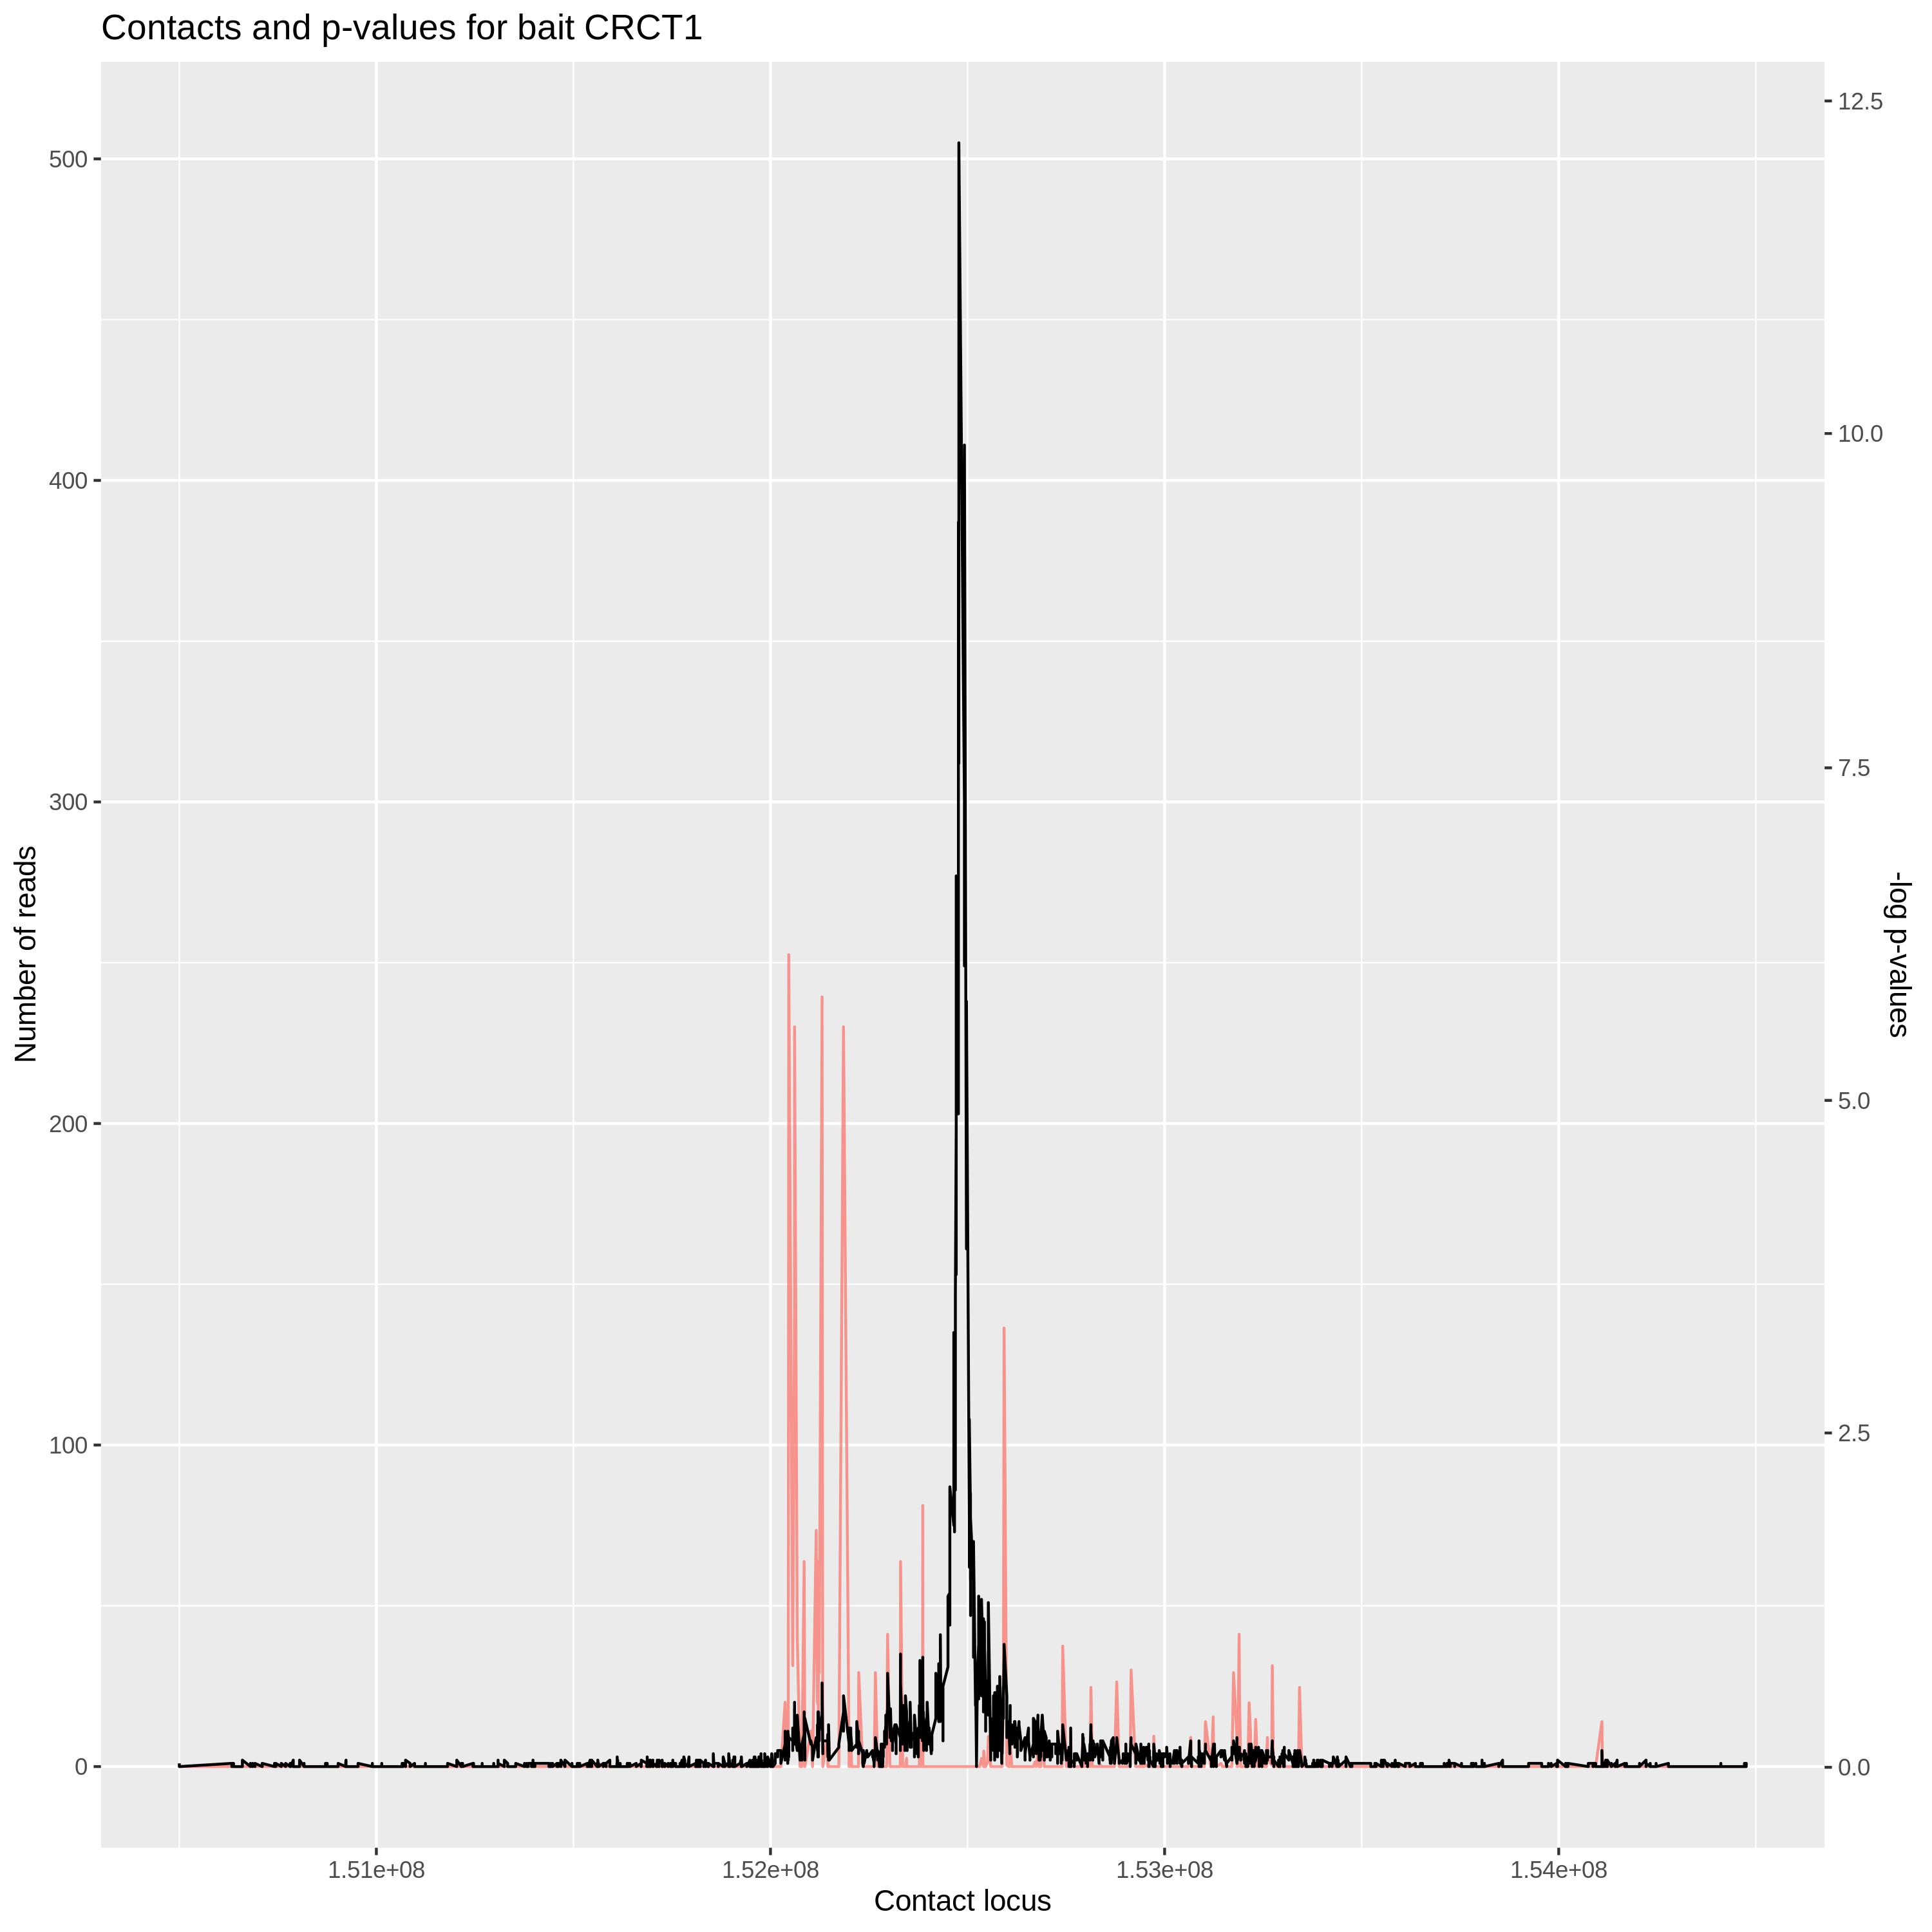 Contacts and p-values for bait CRCT1
Number of reads
500
400
300
200
100
0
12.5
10.0
7.5
5.0
2.5
0.0
-log p-values
1.51e+08
1.52e+08
1.53e+08
1.54e+08
Contact locus